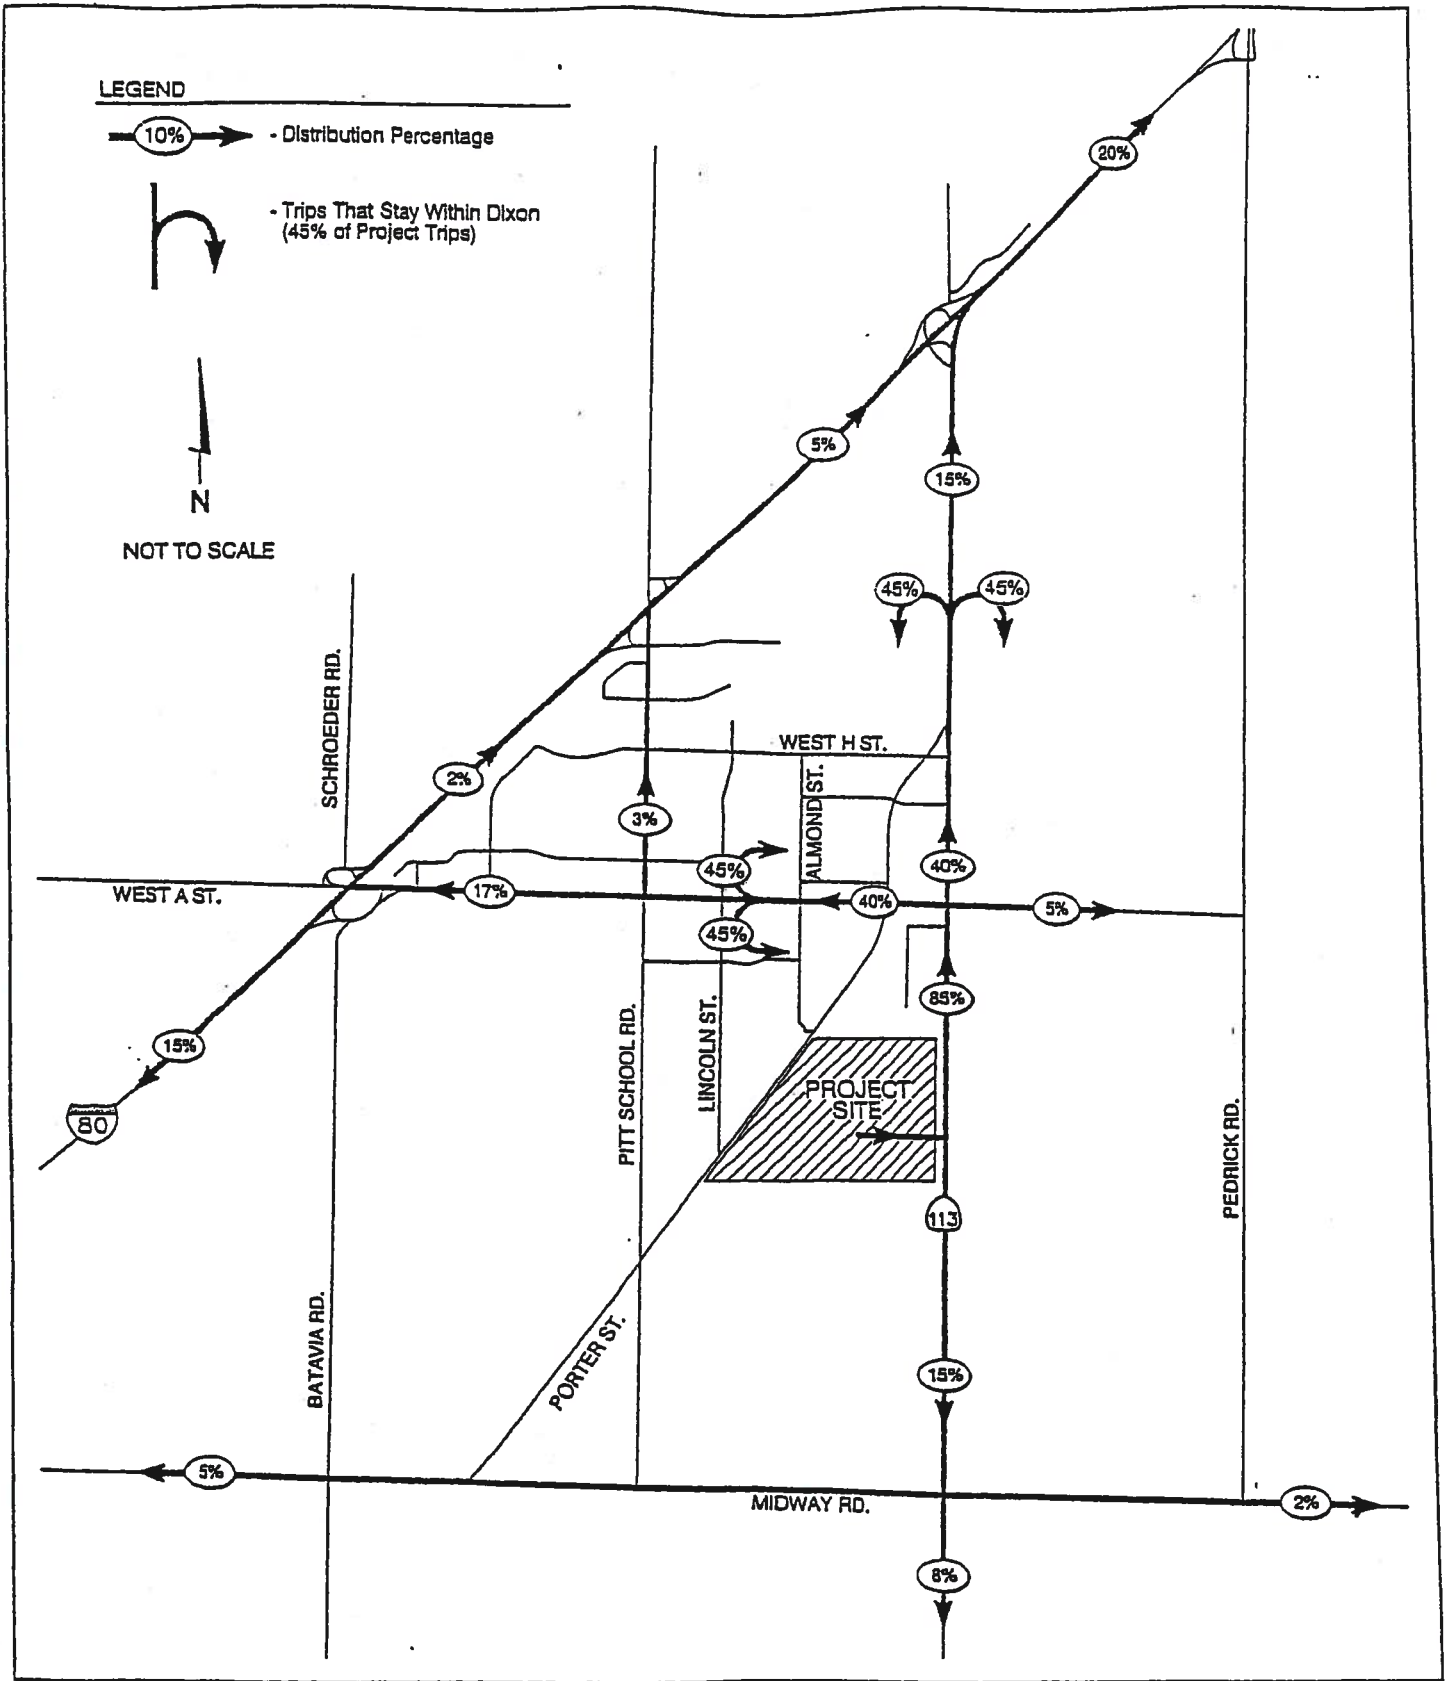 LEGEND
10% - Distribution Percentage
- Trips That Stay Within Dixon
(45% of Project Trips)
N
NOT TO SCALE
20%
5%
15%
45%
45%
SCHROEDER RD.
WEST H ST.
2%
ALMOND ST.
3%
45%
40%
WEST A ST.
17%
40%
5%
45%
85%
15%
PITT SCHOOL RD.
LINCOLN ST.
PROJECT
SITE
80
PEDRICK RD.
113
BATAVIA RD.
PORTER ST.
15%
5%
MIDWAY RD.
2%
8%